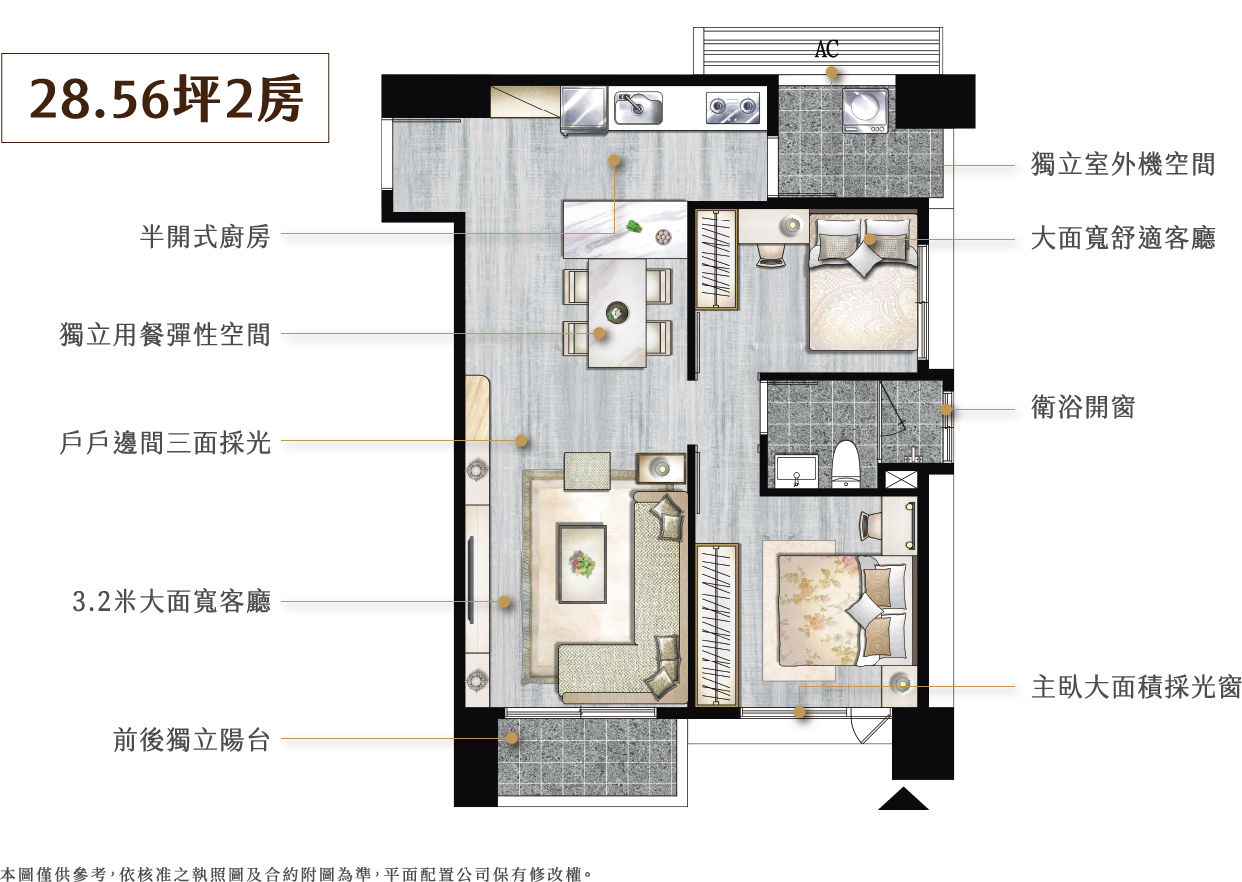 28.56坪2房
AC
半開式廚房
獨立用餐彈性空間
戶戶邊間三面採光
3.2米大面寬客廳
前後獨立陽台
獨立室外機空間
大面寬舒適客廳
衛浴開窗
主臥大面積採光窗
本圖僅供參考，依核准之執照圖及合約附圖為準，平面配置公司保有修改權。